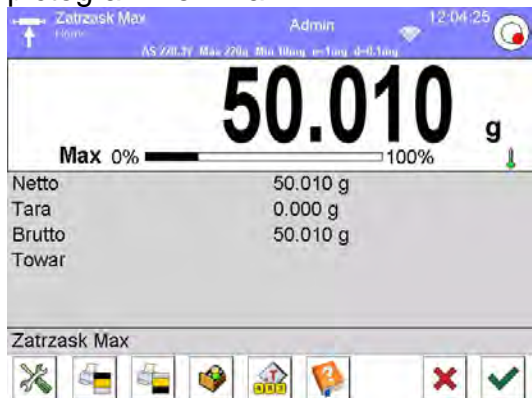 Zatrzask Max
Home
Admin
12:04:25
AS 220.3Y Max 220g Min 10mg e=1mg d=0.1mg
50.010 g
Max 0% 100%
Netto 50.010 g
Tara 0.000 g
Brutto 50.010 g
Towar
Zatrzask Max